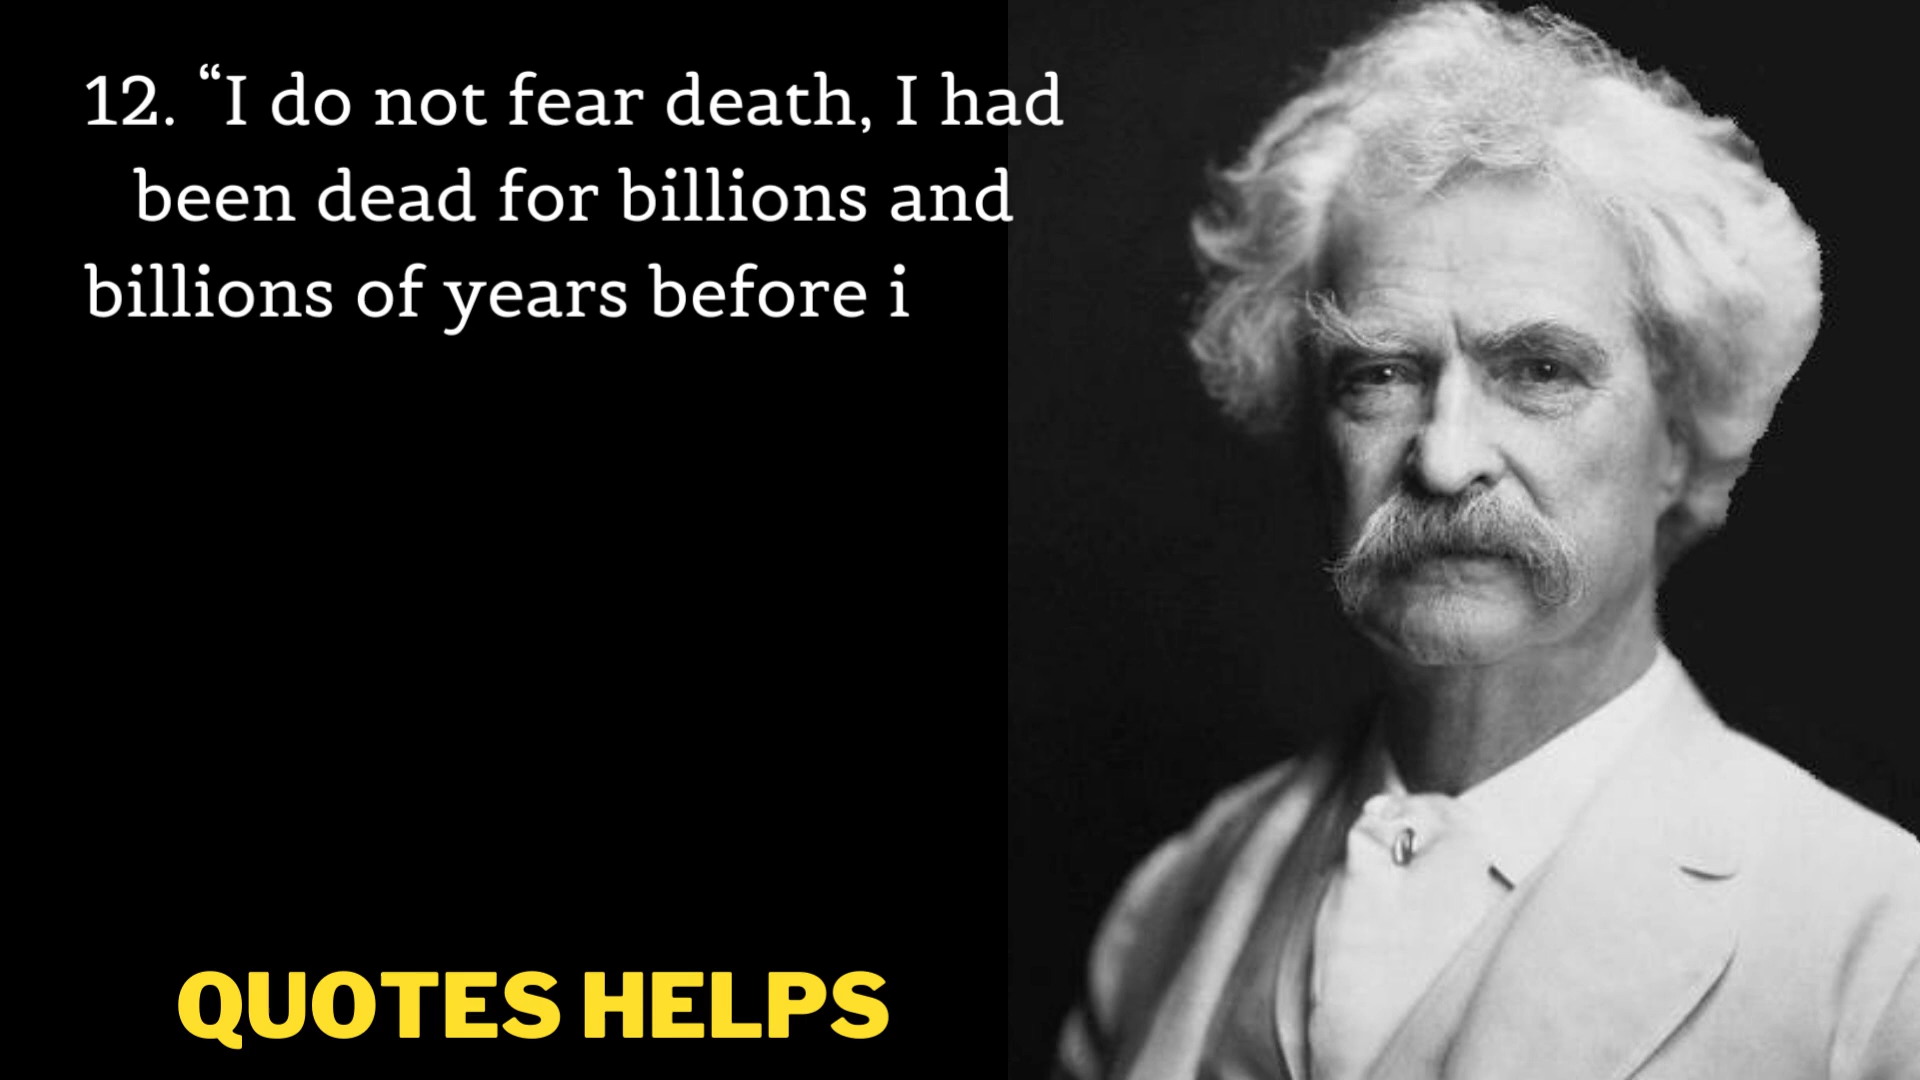 12. “I do not fear death, I had
been dead for billions and
billions of years before i
QUOTES HELPS